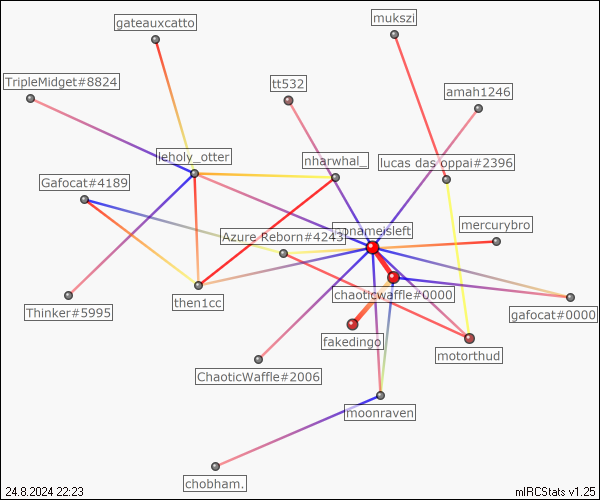 gateauxcatto
mukszi
TripleMidget#8824
tt532
amah1246
leholy_otter
nharwhal_
lucas das oppai#2396
Gafocat#4189
mercurybro
Azure Reborn#4243
nonameisleft
Thinker#5995
then1cc
chaoticwaffle#0000
gafocat#0000
fakedingo
motorthud
ChaoticWaffle#2006
moonraven
chobham.
24.8.2024 22:23
mIRCStats v1.25